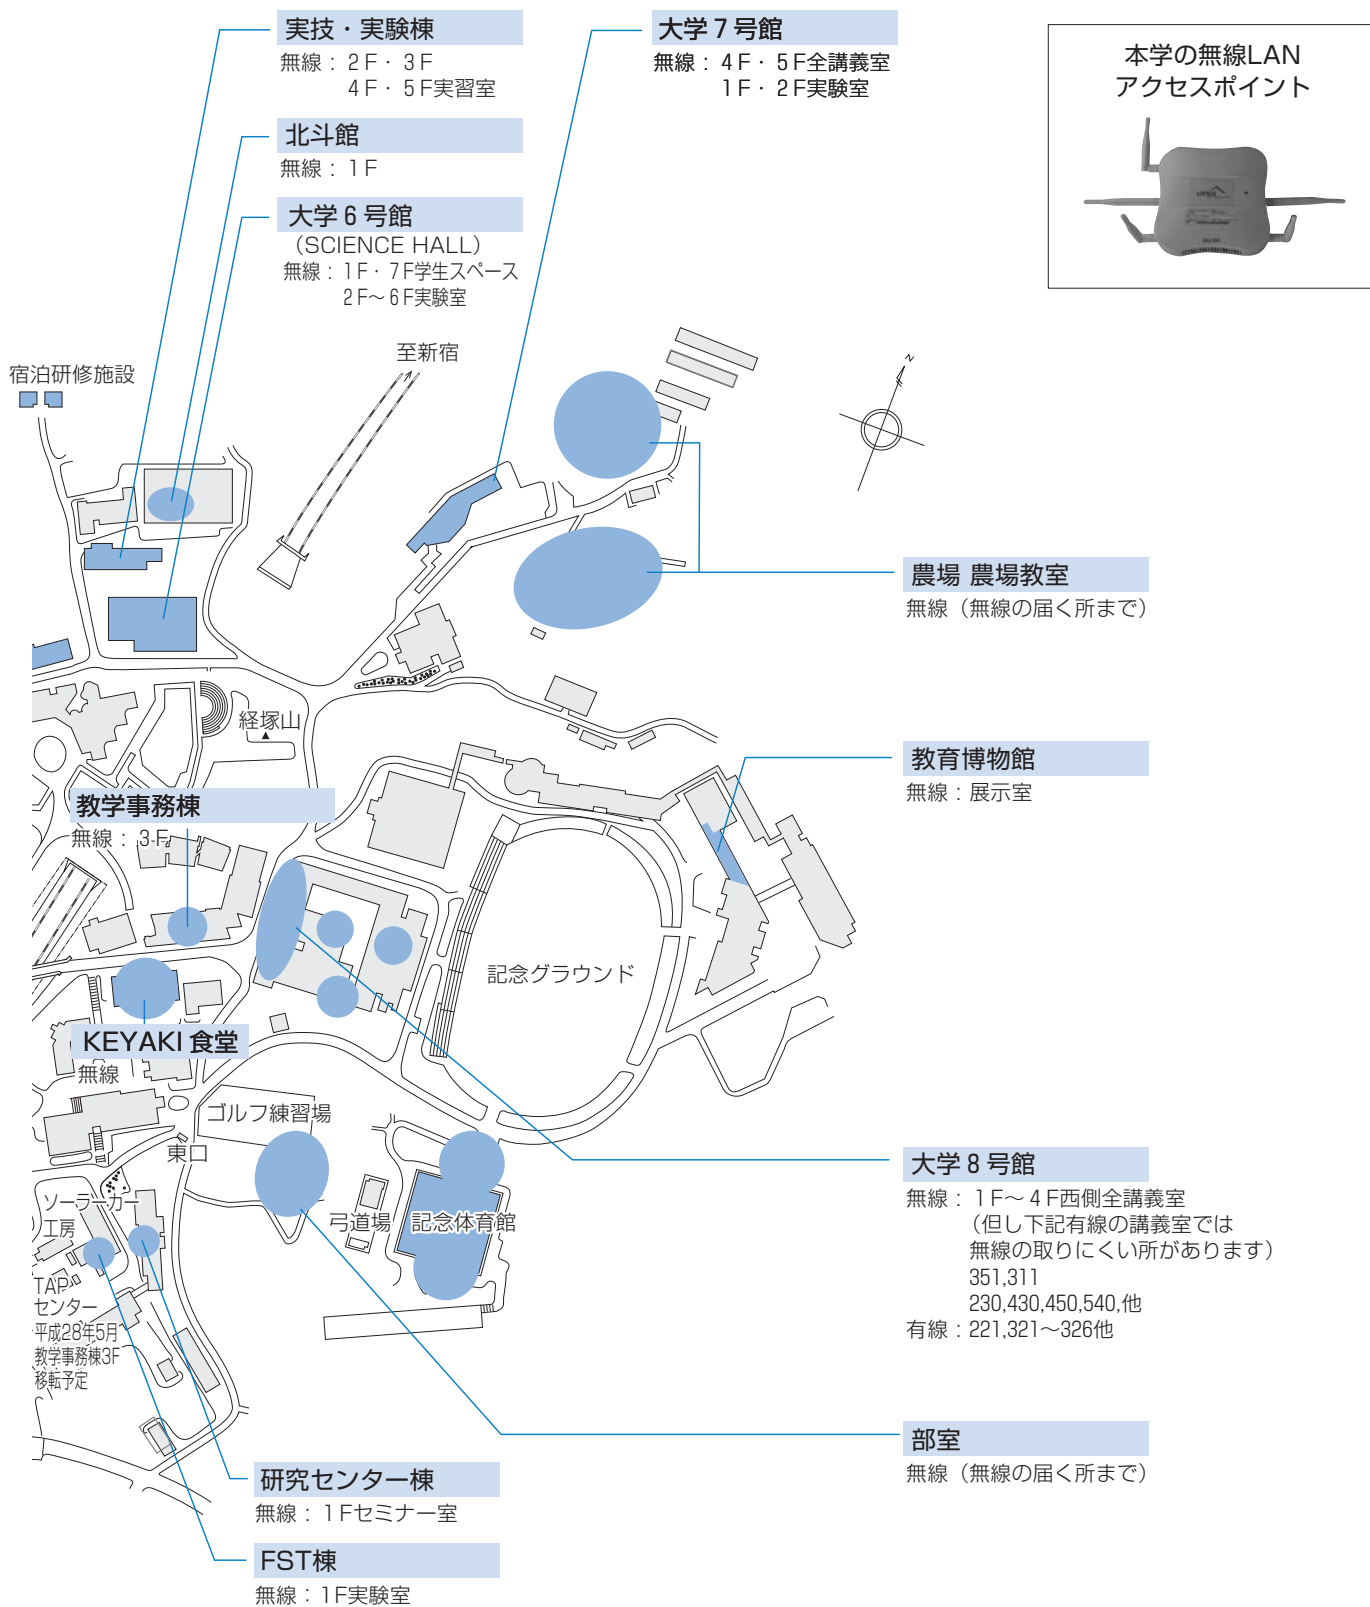 実技・実験棟
無線：2F・3F
4F・5F実習室
大学7号館
無線：4F・5F全講義室
1F・2F実験室
本学の無線LAN
アクセスポイント
北斗館
無線：1F
大学6号館
（SCIENCE HALL）
無線：1F・7F学生スペース
2F～6F実験室
至新宿
宿泊研修施設
N
農場 農場教室
無線（無線の届く所まで）
経塚山
教育博物館
無線：展示室
教学事務棟
無線：3F
記念グラウンド
KEYAKI 食堂
無線
ゴルフ練習場
東口
大学8号館
無線：1F～4F西側全講義室
（但し下記有線の講義室では
無線の取りにくい所があります）
351,311
230,430,450,540,他
有線：221,321～326他
ソーラーカー
工房
弓道場
記念体育館
TAP
センター
平成28年5月
教学事務棟3F
移転予定
部室
無線（無線の届く所まで）
研究センター棟
無線：1Fセミナー室
FST棟
無線：1F実験室